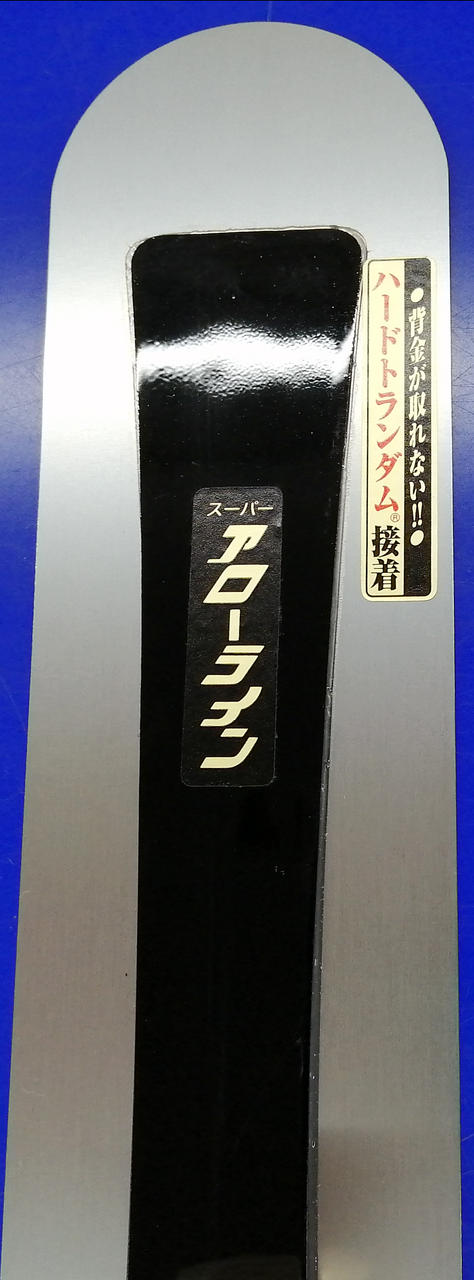 ●背金が取れない!!●
ハードトランダム®接着
スーパー
アローライン